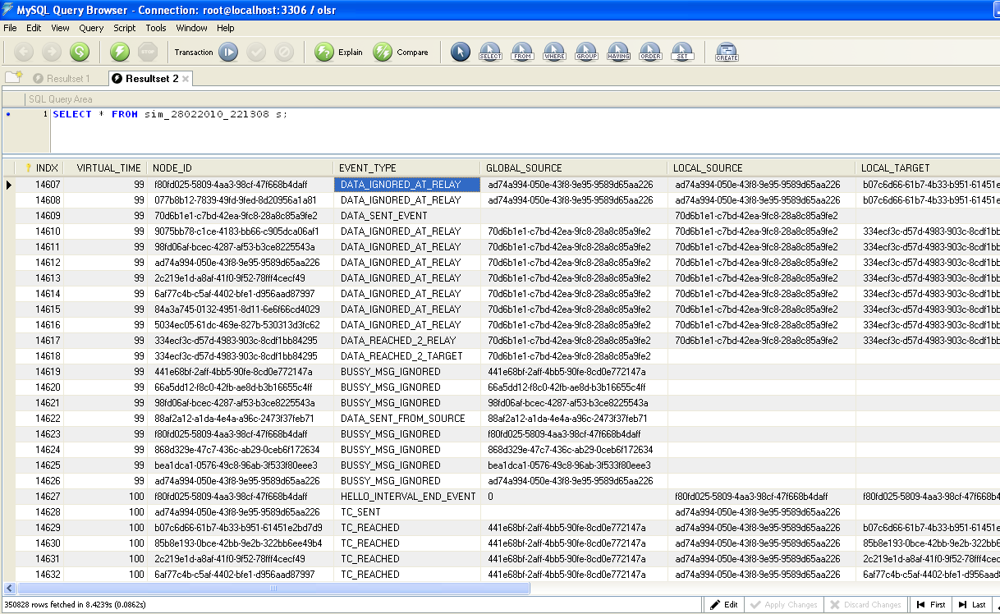 MySQL Query Browser - Connection: root@localhost:3306 / olsr
File Edit View Query Script Tools Window Help
STOP Transaction Explain Compare SELECT FROM WHERE GROUP HAVING ORDER SET CREATE
Resultset 1 Resultset 2
SQL Query Area
1 SELECT * FROM sim_28022010_221308 s;
INDX VIRTUAL_TIME NODE_ID EVENT_TYPE GLOBAL_SOURCE LOCAL_SOURCE LOCAL_TARGET
14607 99 f80fd025-5809-4aa3-98cf-47f668b4daff DATA_IGNORED_AT_RELAY ad74a994-050e-43f8-9e95-9589d65aa226 ad74a994-050e-43f8-9e95-9589d65aa226 b07c6d66-61b7-4b33-b951-61451e
14608 99 077b8b12-7839-49fd-9fed-8d20956a1a81 DATA_IGNORED_AT_RELAY ad74a994-050e-43f8-9e95-9589d65aa226 ad74a994-050e-43f8-9e95-9589d65aa226 b07c6d66-61b7-4b33-b951-61451e
14609 99 70d6b1e1-c7bd-42ea-9fc8-28a8c85a9fe2 DATA_SENT_EVENT 70d6b1e1-c7bd-42ea-9fc8-28a8c85a9fe2
14610 99 9075bb78-c1ce-4183-bb66-c905dca06af1 DATA_IGNORED_AT_RELAY 70d6b1e1-c7bd-42ea-9fc8-28a8c85a9fe2 70d6b1e1-c7bd-42ea-9fc8-28a8c85a9fe2 334ecf3c-d57d-4983-903c-8cdf1bb
14611 99 98fd06af-bcec-4287-af53-b3ce8225543a DATA_IGNORED_AT_RELAY 70d6b1e1-c7bd-42ea-9fc8-28a8c85a9fe2 70d6b1e1-c7bd-42ea-9fc8-28a8c85a9fe2 334ecf3c-d57d-4983-903c-8cdf1bb
14612 99 ad74a994-050e-43f8-9e95-9589d65aa226 DATA_IGNORED_AT_RELAY 70d6b1e1-c7bd-42ea-9fc8-28a8c85a9fe2 70d6b1e1-c7bd-42ea-9fc8-28a8c85a9fe2 334ecf3c-d57d-4983-903c-8cdf1bb
14613 99 2c219e1d-a8af-41f0-9f52-78fff4cecf49 DATA_IGNORED_AT_RELAY 70d6b1e1-c7bd-42ea-9fc8-28a8c85a9fe2 70d6b1e1-c7bd-42ea-9fc8-28a8c85a9fe2 334ecf3c-d57d-4983-903c-8cdf1bb
14614 99 6af77c4b-c5af-4402-bfe1-d956aad87997 DATA_IGNORED_AT_RELAY 70d6b1e1-c7bd-42ea-9fc8-28a8c85a9fe2 70d6b1e1-c7bd-42ea-9fc8-28a8c85a9fe2 334ecf3c-d57d-4983-903c-8cdf1bb
14615 99 84a3a745-0132-4951-8d11-6e6f66cd4029 DATA_IGNORED_AT_RELAY 70d6b1e1-c7bd-42ea-9fc8-28a8c85a9fe2 70d6b1e1-c7bd-42ea-9fc8-28a8c85a9fe2 334ecf3c-d57d-4983-903c-8cdf1bb
14616 99 5034ec05-61dc-469e-827b-530313d3fc62 DATA_IGNORED_AT_RELAY 70d6b1e1-c7bd-42ea-9fc8-28a8c85a9fe2 70d6b1e1-c7bd-42ea-9fc8-28a8c85a9fe2 334ecf3c-d57d-4983-903c-8cdf1bb
14617 99 334ecf3c-d57d-4983-903c-8cdf1bb84295 DATA_REACHED_2_RELAY 70d6b1e1-c7bd-42ea-9fc8-28a8c85a9fe2 70d6b1e1-c7bd-42ea-9fc8-28a8c85a9fe2 334ecf3c-d57d-4983-903c-8cdf1bb
14618 99 334ecf3c-d57d-4983-903c-8cdf1bb84295 DATA_REACHED_2_TARGET 70d6b1e1-c7bd-42ea-9fc8-28a8c85a9fe2
14619 99 441e68bf-2aff-4bb5-90fe-8cd0e772147a BUSSY_MSG_IGNORED 441e68bf-2aff-4bb5-90fe-8cd0e772147a
14620 99 66a5dd12-f8c0-42fb-ae8d-b3b16655c4ff BUSSY_MSG_IGNORED 66a5dd12-f8c0-42fb-ae8d-b3b16655c4ff
14621 99 98fd06af-bcec-4287-af53-b3ce8225543a BUSSY_MSG_IGNORED 98fd06af-bcec-4287-af53-b3ce8225543a
14622 99 88af2a12-a1da-4e4a-a96c-2473f37feb71 DATA_SENT_FROM_SOURCE 88af2a12-a1da-4e4a-a96c-2473f37feb71
14623 99 f80fd025-5809-4aa3-98cf-47f668b4daff BUSSY_MSG_IGNORED f80fd025-5809-4aa3-98cf-47f668b4daff
14624 99 868d329e-47c7-436c-ab29-0ceb6f172634 BUSSY_MSG_IGNORED 868d329e-47c7-436c-ab29-0ceb6f172634
14625 99 bea1dca1-0576-49c8-96ab-3f533f80eee3 BUSSY_MSG_IGNORED bea1dca1-0576-49c8-96ab-3f533f80eee3
14626 99 ad74a994-050e-43f8-9e95-9589d65aa226 BUSSY_MSG_IGNORED ad74a994-050e-43f8-9e95-9589d65aa226
14627 100 f80fd025-5809-4aa3-98cf-47f668b4daff HELLO_INTERVAL_END_EVENT 0 f80fd025-5809-4aa3-98cf-47f668b4daff f80fd025-5809-4aa3-98cf-47f668b4
14628 100 ad74a994-050e-43f8-9e95-9589d65aa226 TC_SENT ad74a994-050e-43f8-9e95-9589d65aa226
14629 100 b07c6d66-61b7-4b33-b951-61451e2bd7d9 TC_REACHED 441e68bf-2aff-4bb5-90fe-8cd0e772147a ad74a994-050e-43f8-9e95-9589d65aa226 b07c6d66-61b7-4b33-b951-61451e
14630 100 85b8e193-0bce-42bb-9e2b-322bb6ee49b4 TC_REACHED 441e68bf-2aff-4bb5-90fe-8cd0e772147a ad74a994-050e-43f8-9e95-9589d65aa226 85b8e193-0bce-42bb-9e2b-322bb6
14631 100 2c219e1d-a8af-41f0-9f52-78fff4cecf49 TC_REACHED 441e68bf-2aff-4bb5-90fe-8cd0e772147a ad74a994-050e-43f8-9e95-9589d65aa226 2c219e1d-a8af-41f0-9f52-78fff4cec
14632 100 6af77c4b-c5af-4402-bfe1-d956aad87997 TC_REACHED 441e68bf-2aff-4bb5-90fe-8cd0e772147a ad74a994-050e-43f8-9e95-9589d65aa226 6af77c4b-c5af-4402-bfe1-d956aad
350828 rows fetched in 8.4239s (0.0862s) Edit Apply Changes Discard Changes First Last